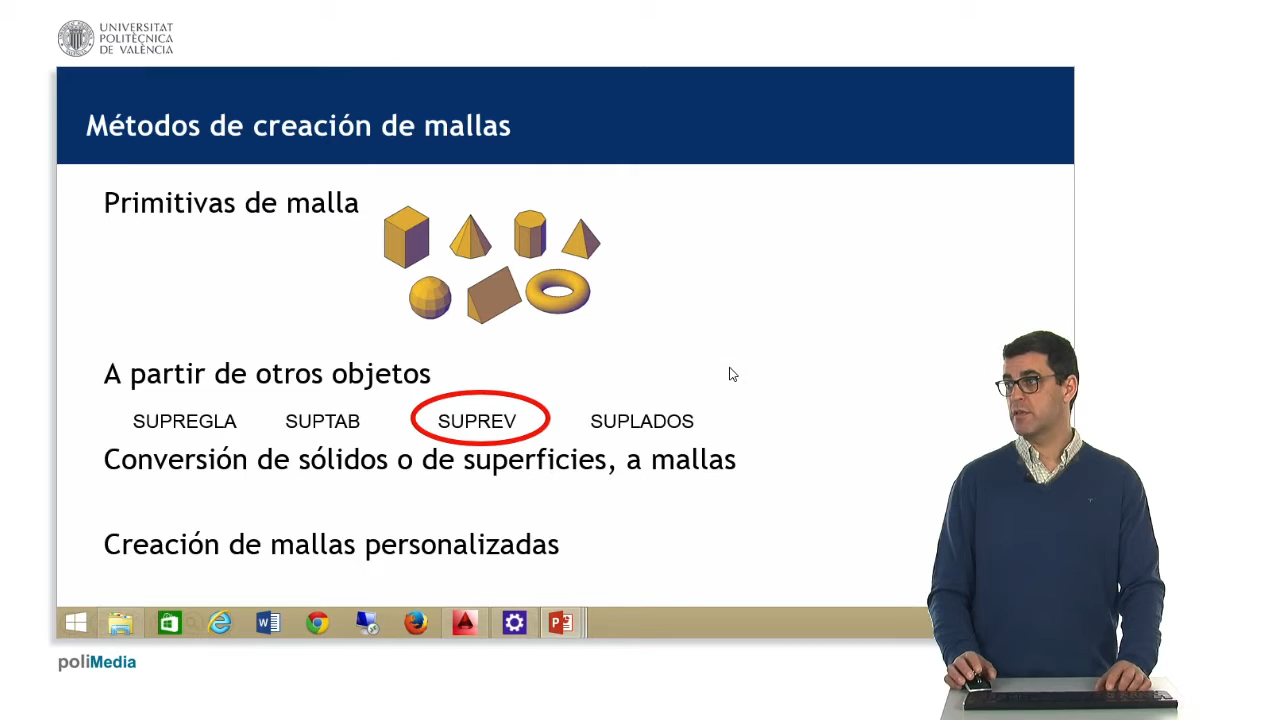 UNIVERSITAT
POLITÈCNICA
DE VALÈNCIA
Métodos de creación de mallas
Primitivas de malla
A partir de otros objetos
SUPREGLA SUPTAB SUPREV SUPLADOS
Conversión de sólidos o de superficies, a mallas
Creación de mallas personalizadas
poliMedia